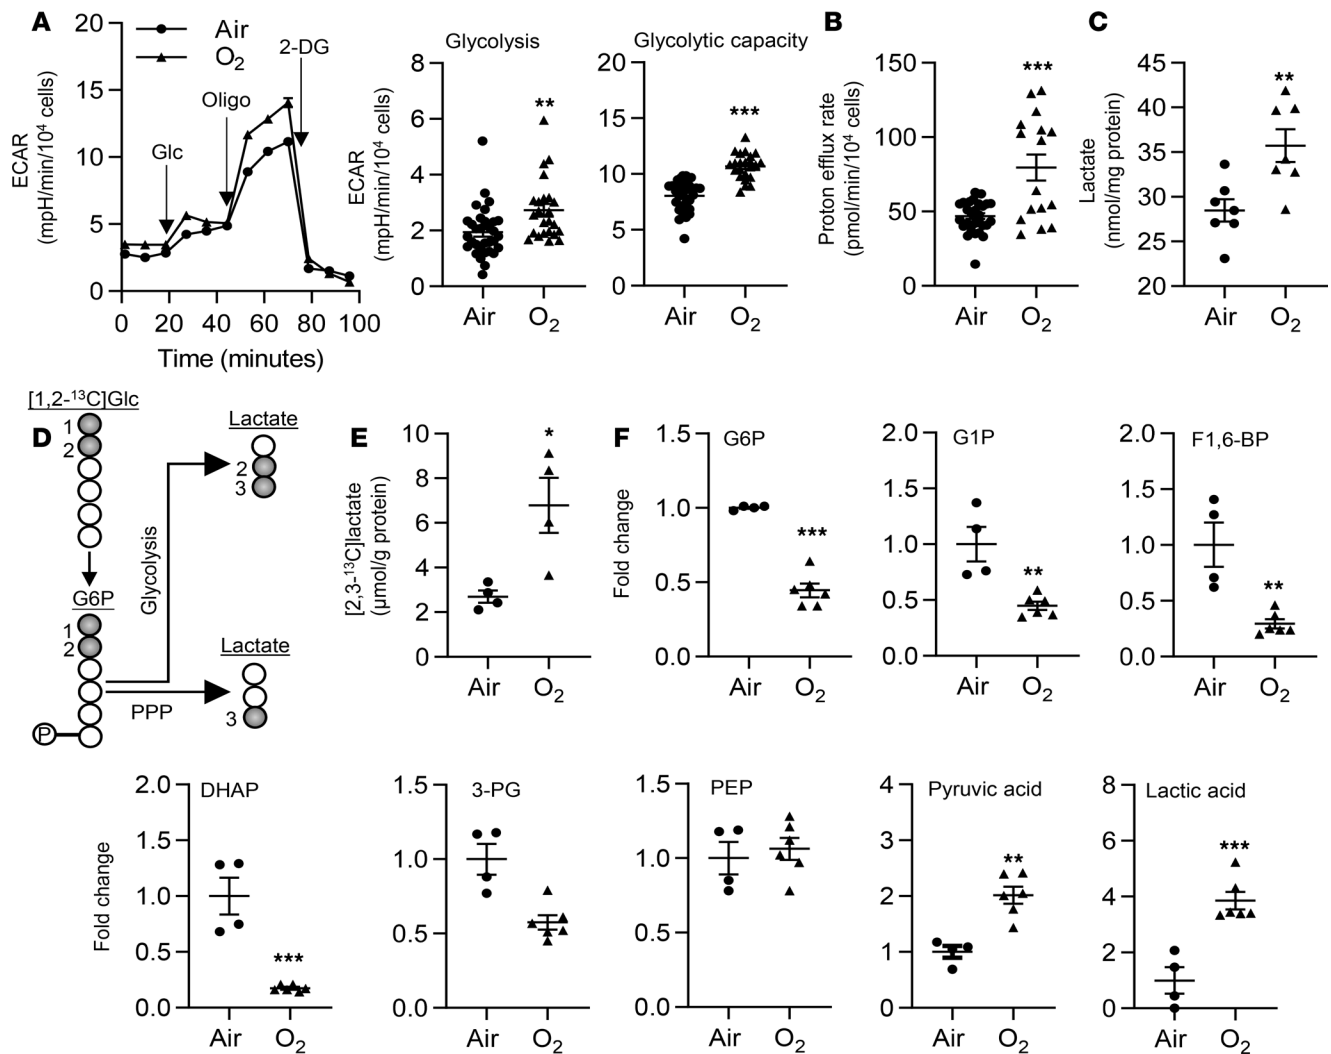 A
Air
O2
Glc
Oligo
2-DG
ECAR
(mpH/min/10⁴ cells)
20
15
10
5
0
0 20 40 60 80 100
Time (minutes)
Glycolysis
ECAR
(mpH/min/10⁴ cells)
8
6
4
2
0
**
Air O2
Glycolytic capacity
20
15
10
5
0
***
Air O2
B
Proton efflux rate
(pmol/min/10⁴ cells)
150
100
50
0
***
Air O2
C
Lactate
(nmol/mg protein)
45
40
35
30
25
20
**
Air O2
D
[1,2-¹³C]Glc
1
2
G6P
1
2
P
Glycolysis
PPP
Lactate
2
3
Lactate
3
E
[2,3-¹³C]lactate
(μmol/g protein)
10
8
6
4
2
0
*
Air O2
F
G6P
Fold change
1.5
1.0
0.5
0.0
***
Air O2
G1P
2.0
1.5
1.0
0.5
0.0
**
Air O2
F1,6-BP
2.0
1.5
1.0
0.5
0.0
**
Air O2
DHAP
Fold change
2.0
1.5
1.0
0.5
0.0
***
Air O2
3-PG
1.5
1.0
0.5
0.0
Air O2
PEP
1.5
1.0
0.5
0.0
Air O2
Pyruvic acid
4
3
2
1
0
**
Air O2
Lactic acid
8
6
4
2
0
***
Air O2